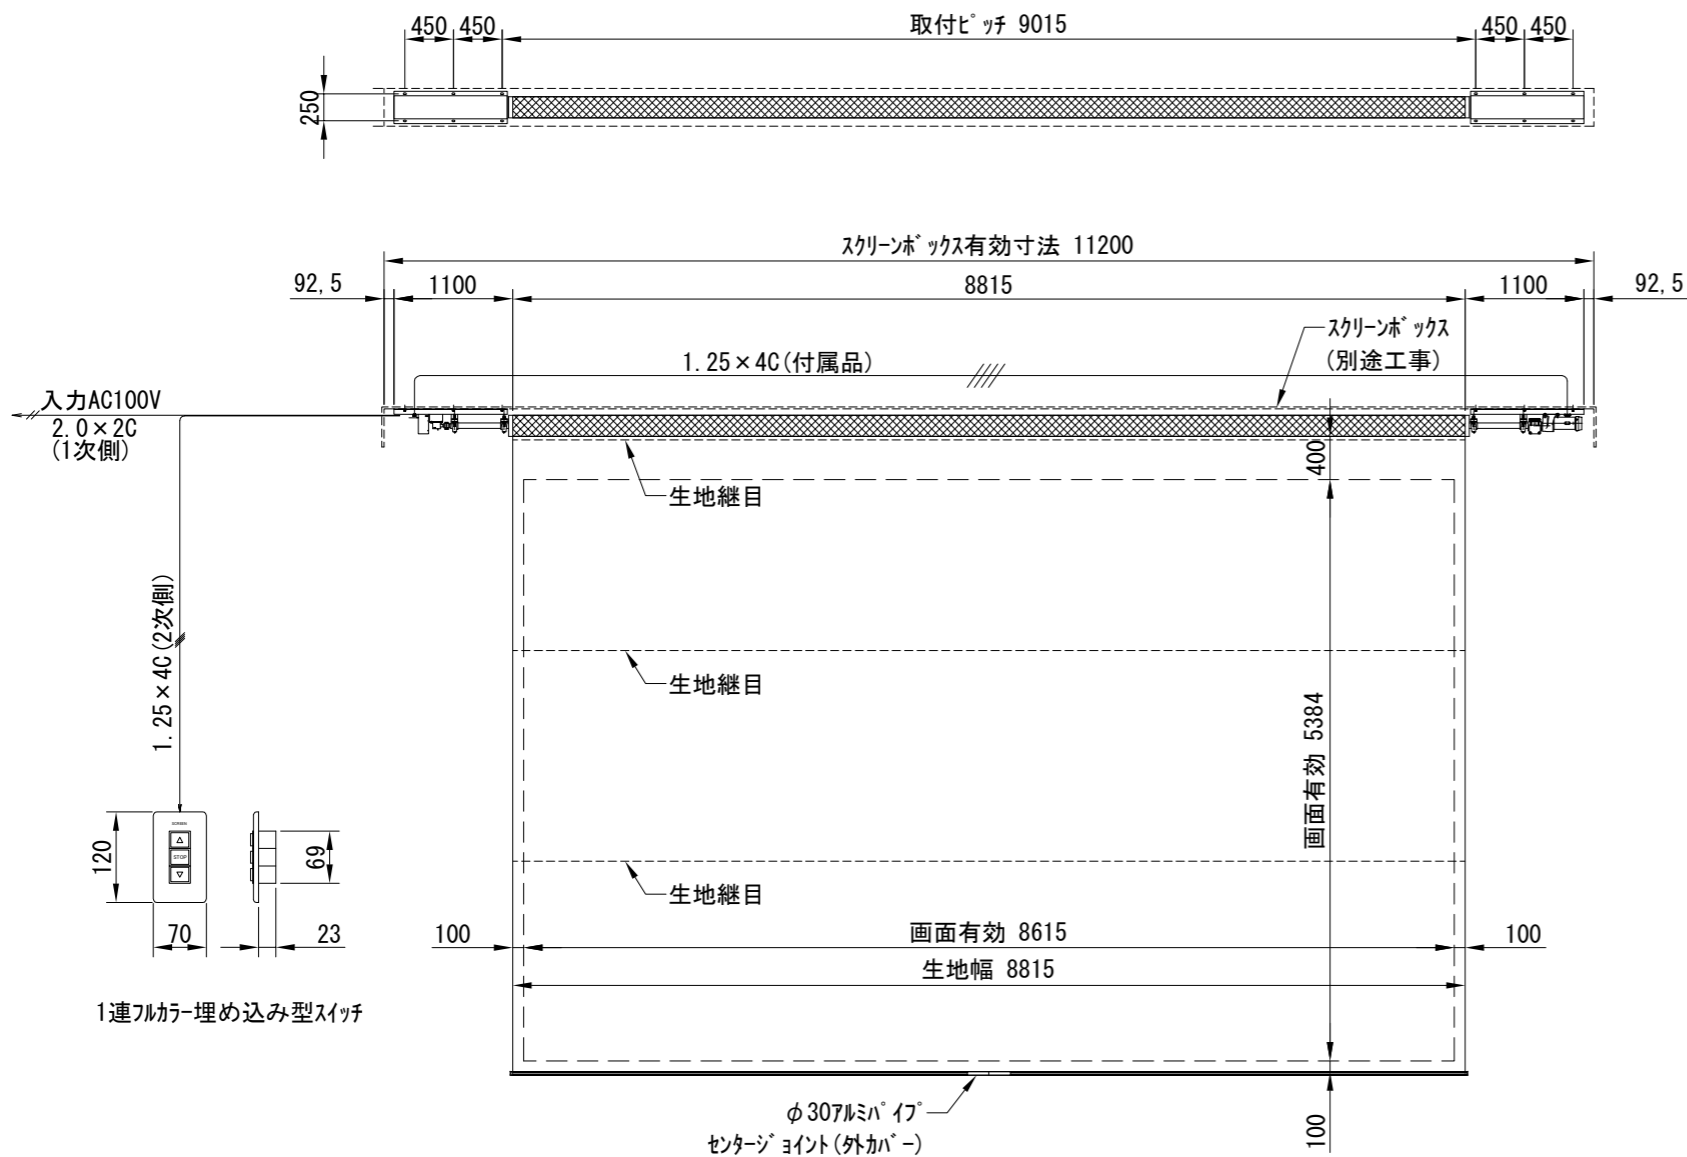 450 450 取付ピッチ 9015 450 450
250
スクリーンボックス有効寸法 11200
92,5 1100 8815 1100 92,5
スクリーンボックス
(別途工事)
1.25×4C(付属品)
入力AC100V
2.0×2C
(1次側)
400
生地継目
1.25×4C(2次側)
生地継目
画面有効 5384
SCREEN
STOP
120
69
70
23
生地継目
100 画面有効 8615 100
生地幅 8815
1連フルカラー埋め込み型スイッチ
φ30アルミパイプ
センタージョイント(外カバー)
100